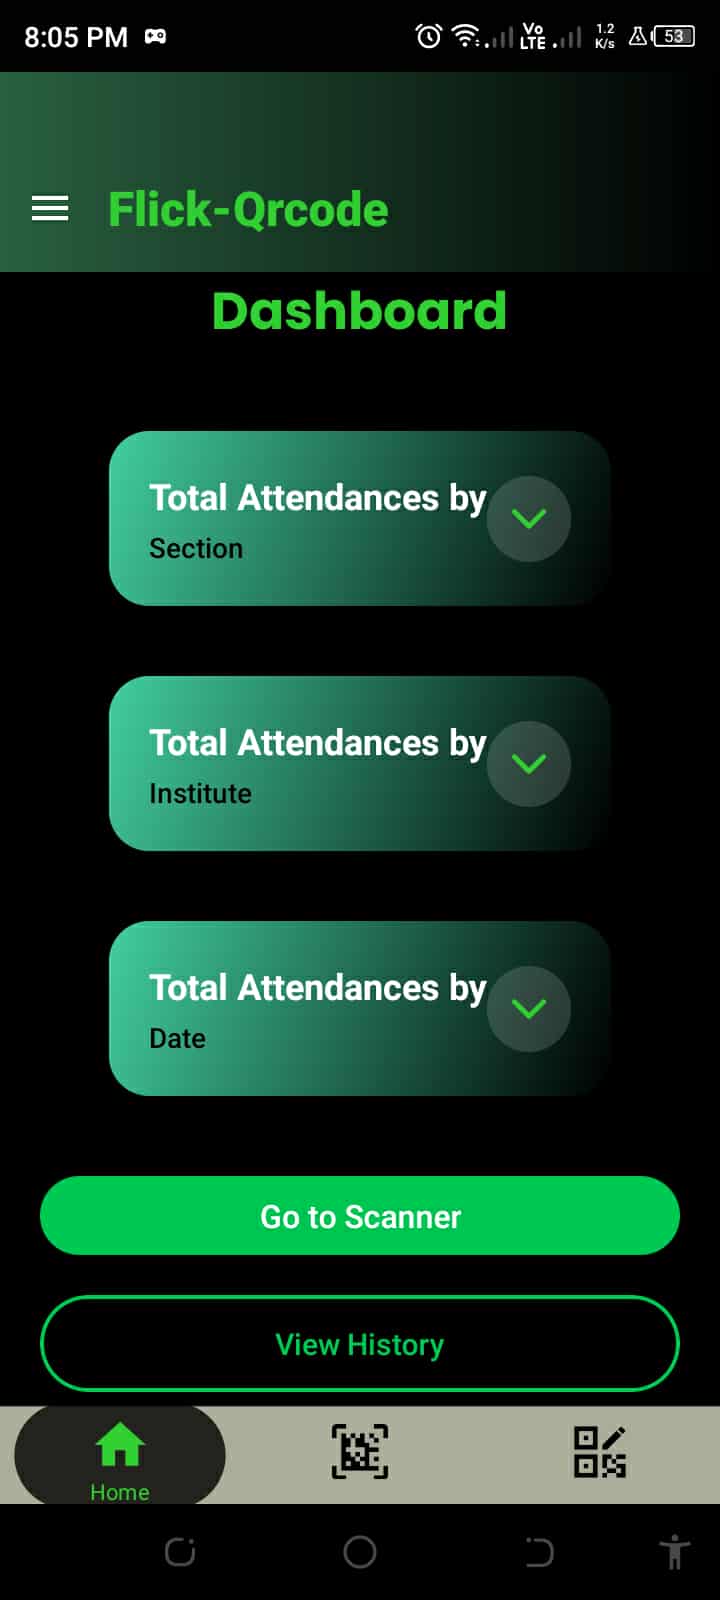 8:05 PM
Vo LTE
1.2 K/s
53
Flick-Qrcode
Dashboard
Total Attendances by
Section
Total Attendances by
Institute
Total Attendances by
Date
Go to Scanner
View History
Home